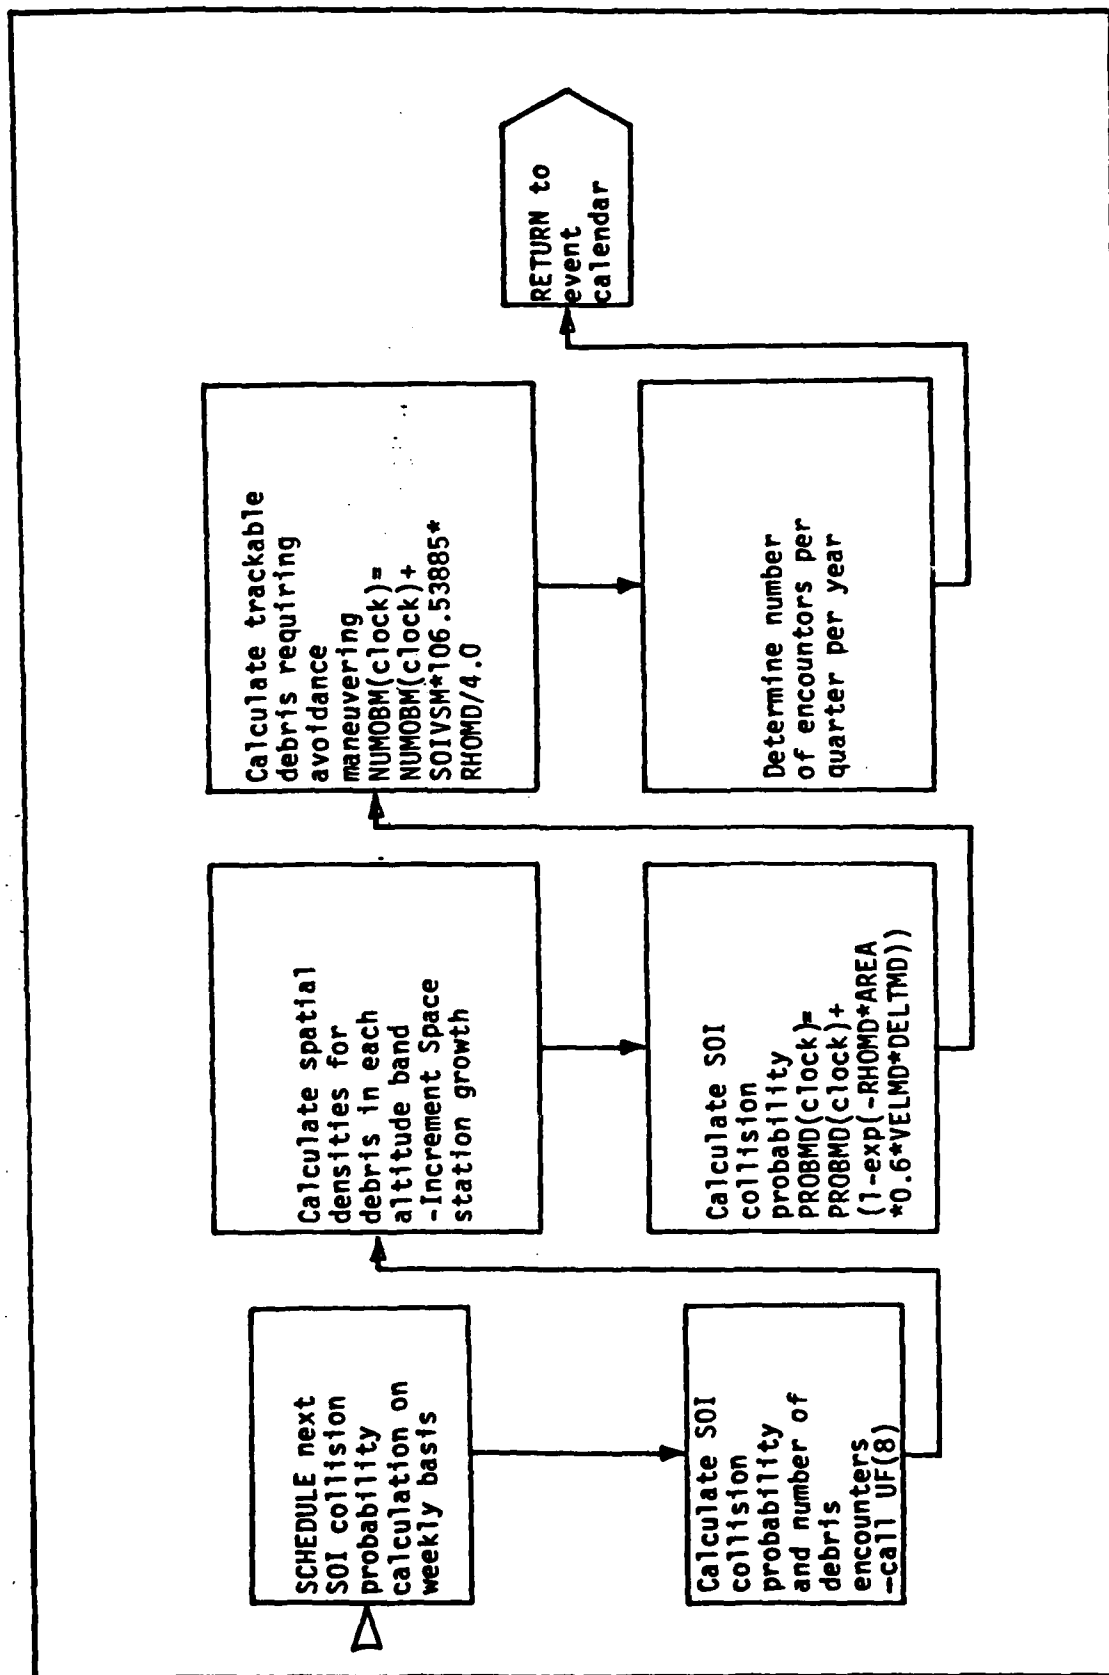 SCHEDULE next
SOI collision
probability
calculation on
weekly basis
Calculate SOI
collision
probability
and number of
debris
encounters
-call UF(8)
Calculate spatial
densities for
debris in each
altitude band
-Increment Space
station growth
Calculate SOI
collision
probability
PROBMD(clock)=
PROBMD(clock)+
(1-exp(-RHOMD*AREA
*0.6*VELMD*DELTMD))
Calculate trackable
debris requiring
avoidance
maneuvering
NUMOBM(clock)=
NUMOBM(clock)+
SOIVSM*106.53885*
RHOMD/4.0
Determine number
of encountors per
quarter per year
RETURN to
event
calendar